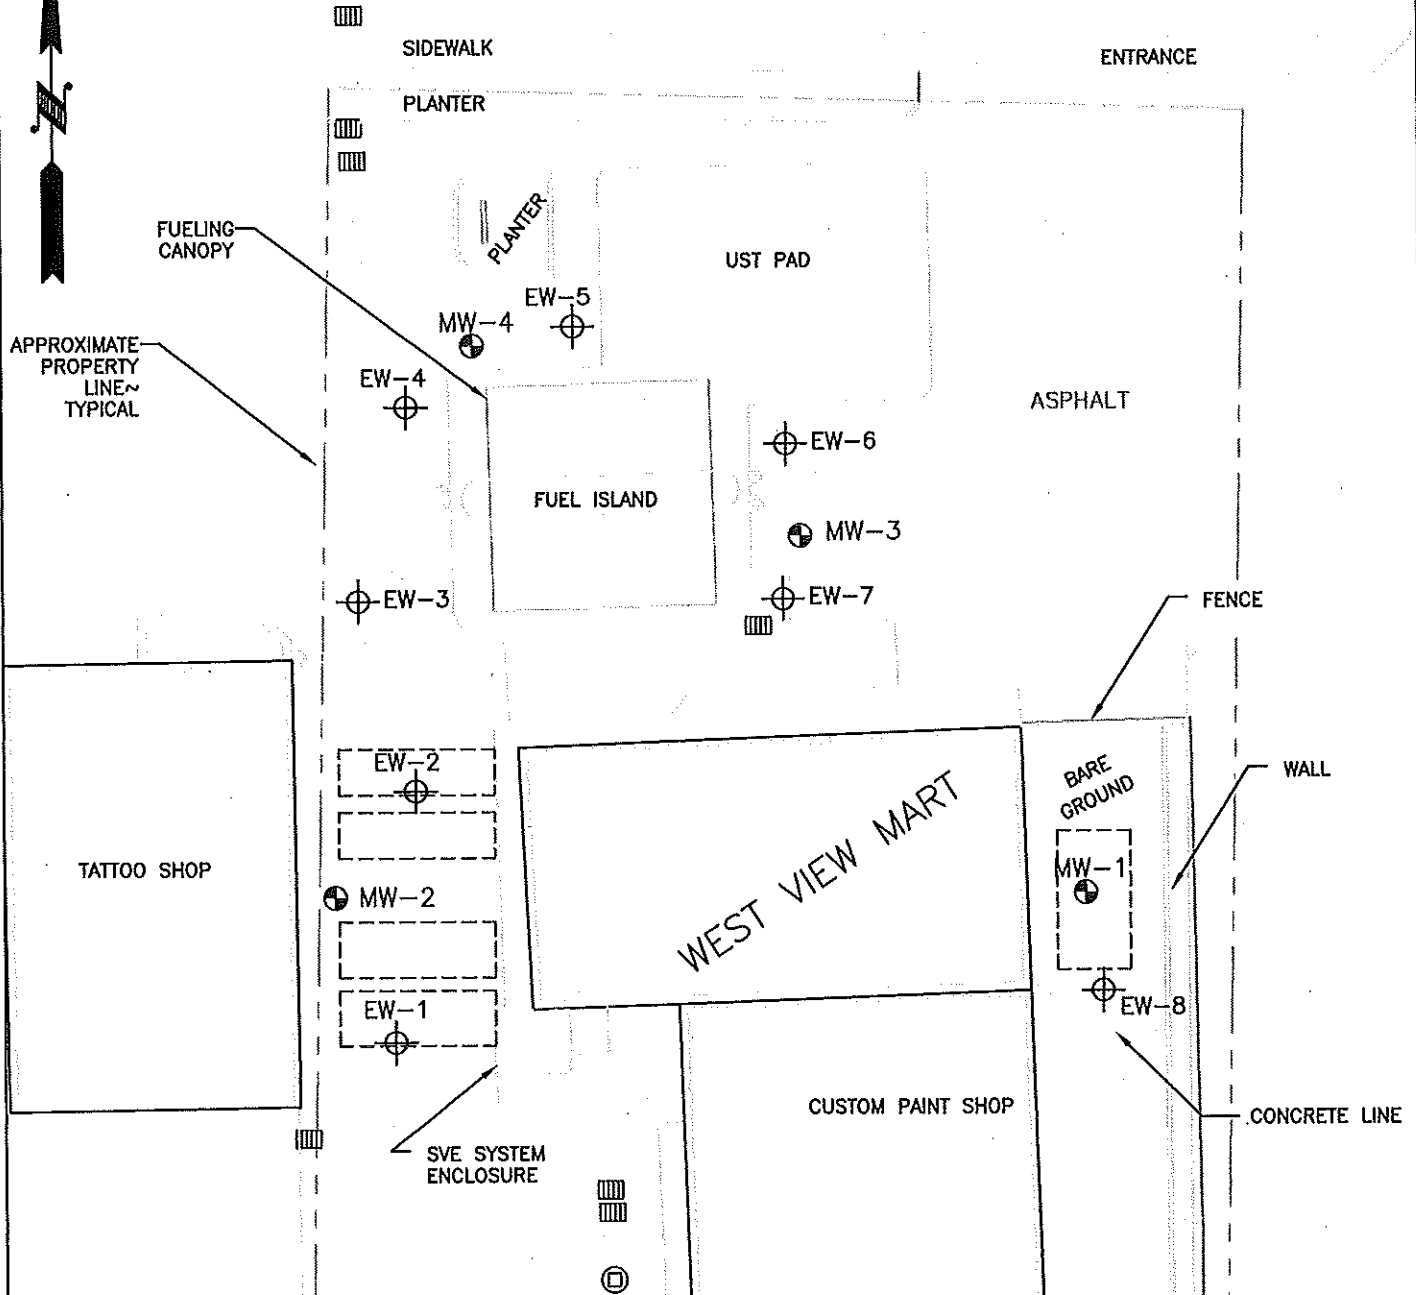 SIDEWALK
ENTRANCE
PLANTER
PLANTER
FUELING
CANOPY
UST PAD
EW-5
MW-4
APPROXIMATE
PROPERTY
LINE~
TYPICAL
EW-4
ASPHALT
EW-6
FUEL ISLAND
MW-3
EW-3
EW-7
FENCE
EW-2
BARE
GROUND
WALL
WEST VIEW MART
TATTOO SHOP
MW-1
MW-2
EW-1
EW-8
CUSTOM PAINT SHOP
CONCRETE LINE
SVE SYSTEM
ENCLOSURE